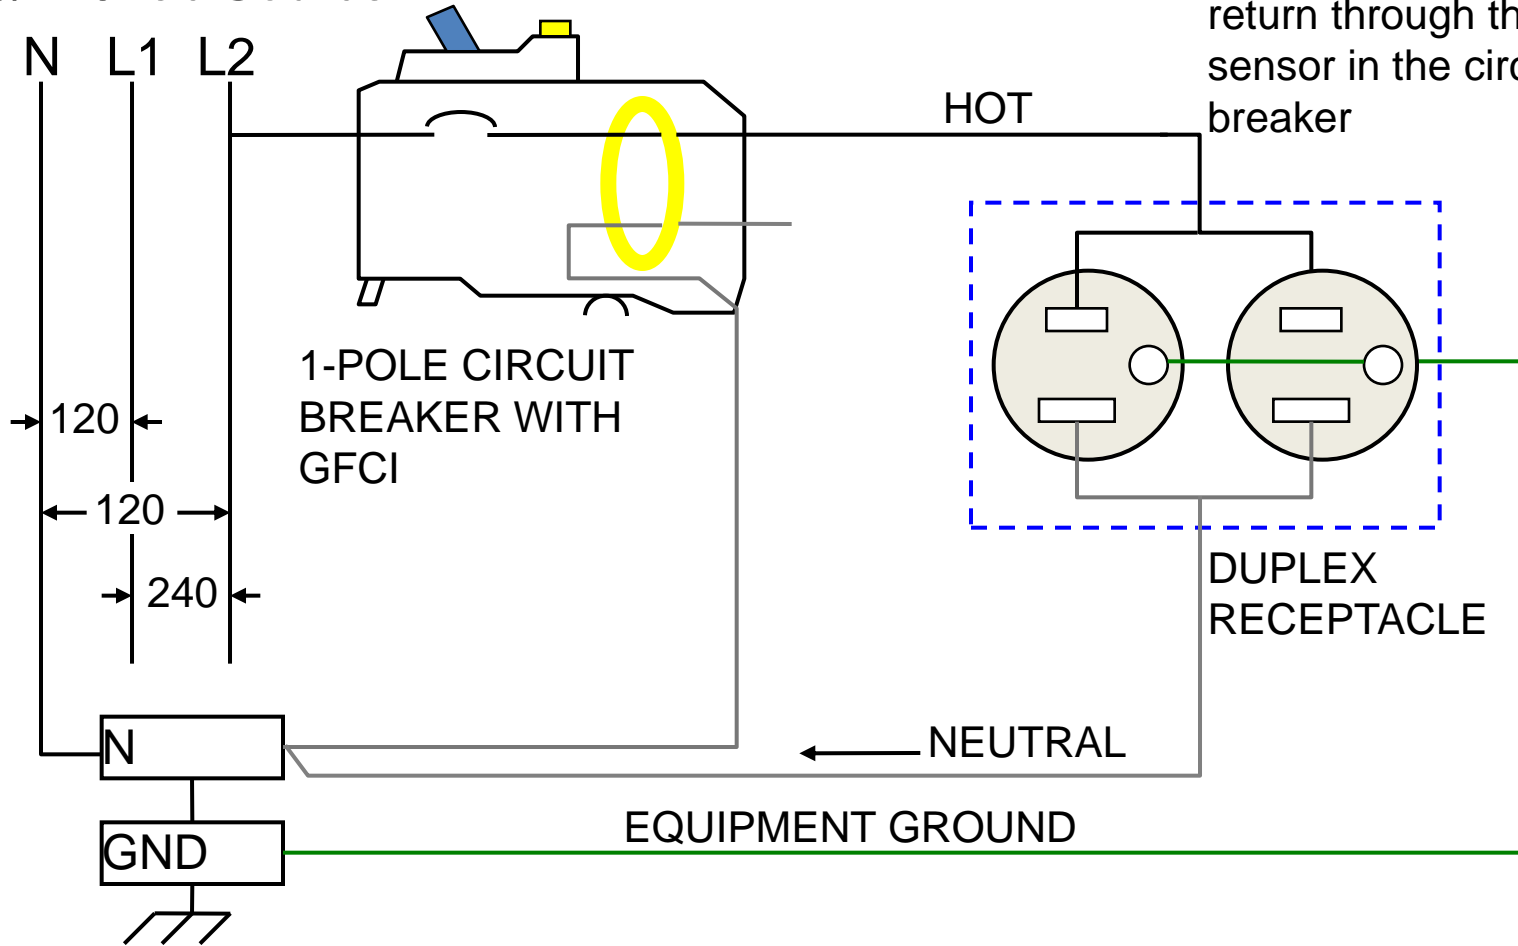 return through th
sensor in the circ
breaker
N L1 L2
HOT
1-POLE CIRCUIT
BREAKER WITH
GFCI
120
120
240
DUPLEX
RECEPTACLE
N
NEUTRAL
EQUIPMENT GROUND
GND